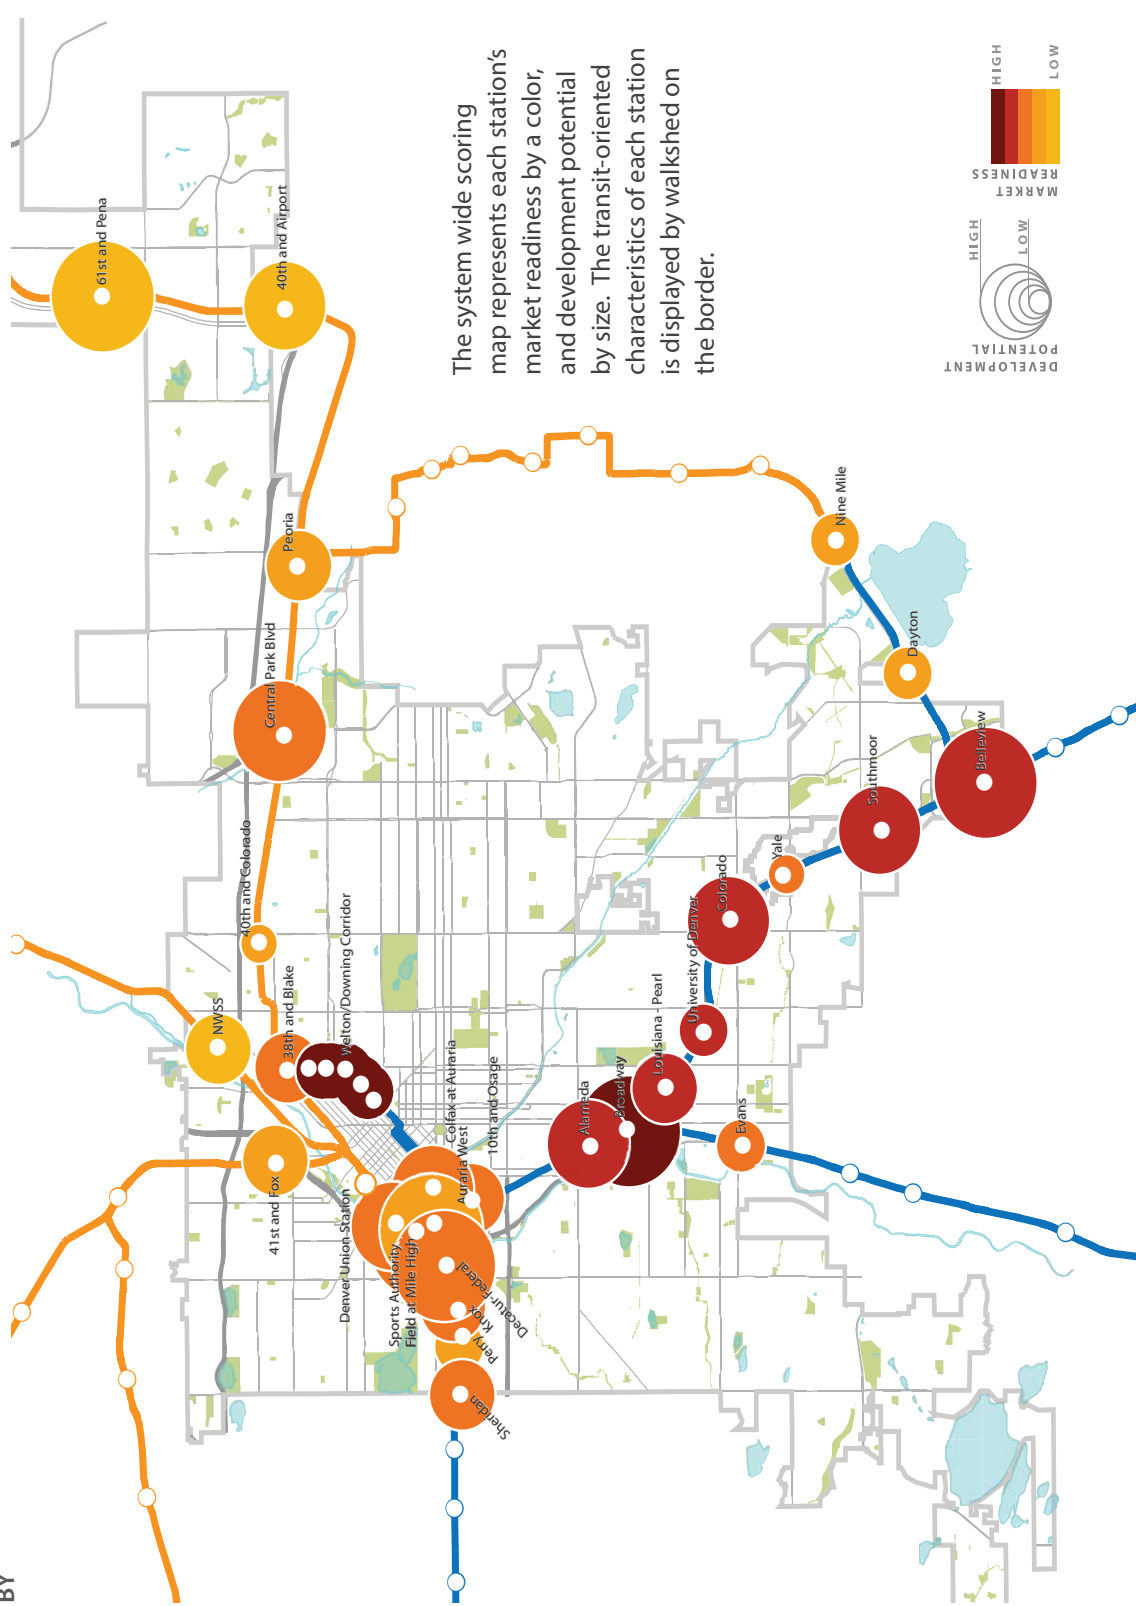 BY
61st and Pena
40th and Airport
Peoria
Central Park Blvd
40th and Colorado
38th and Blake
NWSS
Welton/Downing Corridor
41st and Fox
Denver Union Station
Sports Authority
Field at Mile High
Colfax at Auraria
Auraria West
10th and Osage
Decatur-Federal
Knox
Perry
Sheridan
Alameda
Broadway
Louisiana - Pearl
University of Denver
Colorado
Yale
Southmoor
Belleview
Dayton
Nine Mile
Evans
The system wide scoring
map represents each station's
market readiness by a color,
and development potential
by size. The transit-oriented
characteristics of each station
is displayed by walkshed on
the border.
DEVELOPMENT
POTENTIAL
HIGH
LOW
MARKET
READINESS
HIGH
LOW